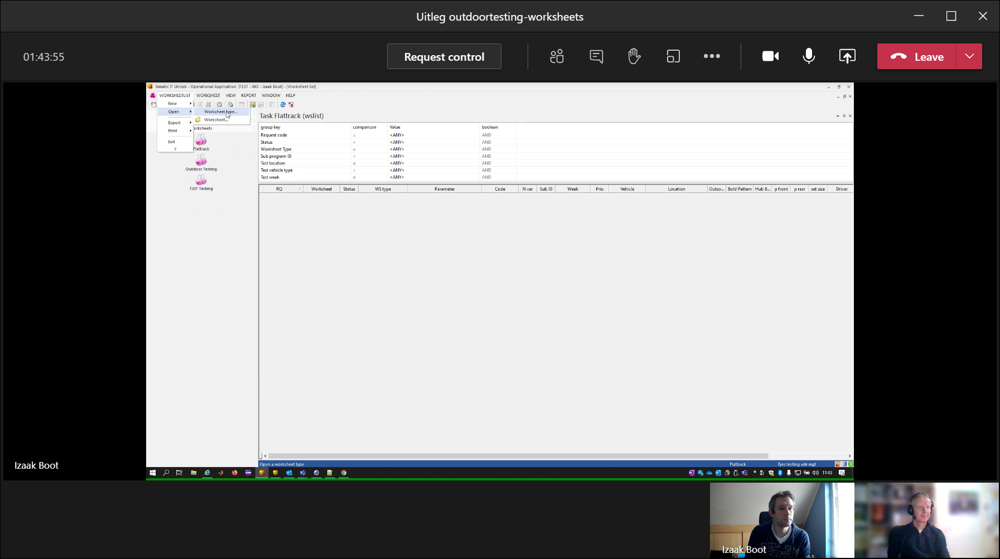 Uitleg outdoortesting-worksheets
01:43:55
Request control
Leave
Simatic IT Unilab - Operational Application [TEST - IBO - Izaak Boot] - [Worksheet list]
WORKSHEETLIST WORKSHEET VIEW REPORT WINDOW HELP
New
Open
Export
Print
Exit
Worksheet type...
Worksheet...
orksheets
Flattrack
Outdoor Testing
TWT Testing
Task Flattrack (wslist)
group key comparison Value boolean
Request code = <ANY> AND
Status = <ANY> AND
Worksheet Type = <ANY> AND
Sub program ID = <ANY> AND
Test location = <ANY> AND
Test vehicle type = <ANY> AND
Test week = <ANY> AND
RQ Worksheet Status WS type Parameter Code N var Sub ID Week Prio Vehicle Location Outso... Bold Pattern Hub B... p front p rear set size Driver
Open a worksheet type Flattrack Tyre testing adv mgt
11:43
Izaak Boot
Izaak Boot